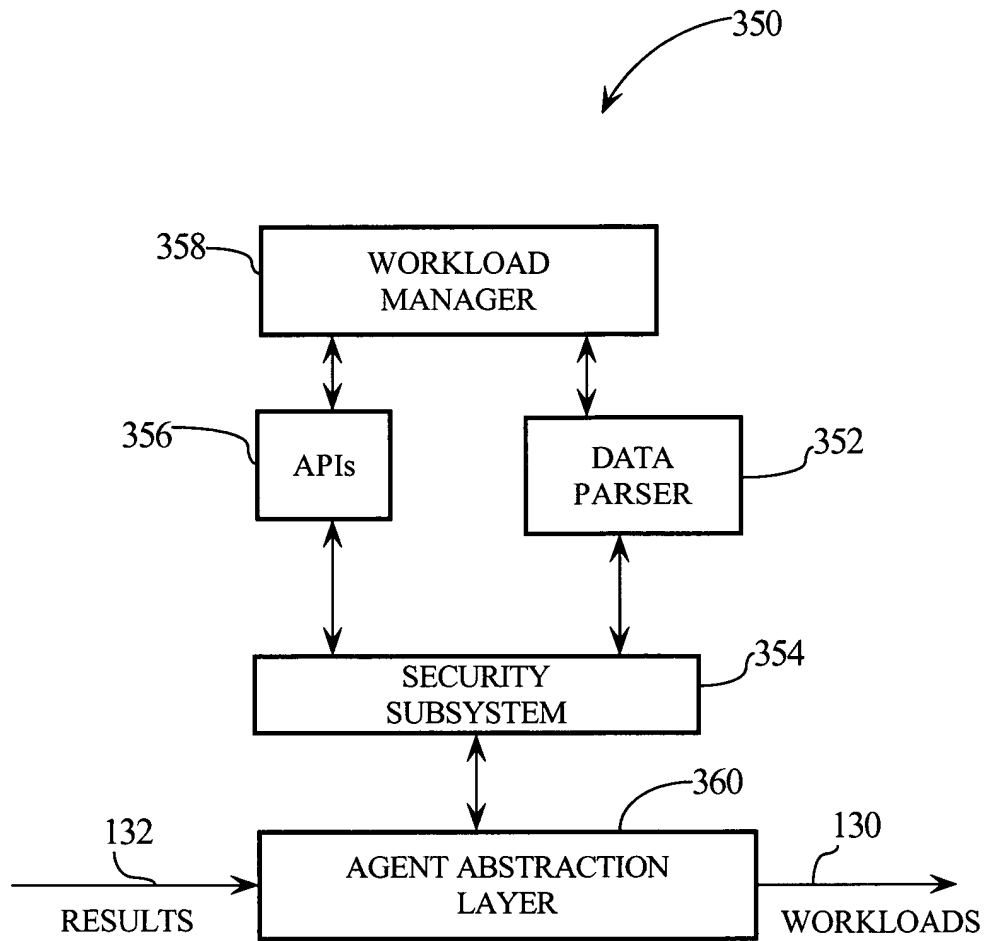 350
358
WORKLOAD
MANAGER
356
APIs
DATA
PARSER
352
SECURITY
SUBSYSTEM
354
360
132
RESULTS
AGENT ABSTRACTION
LAYER
130
WORKLOADS